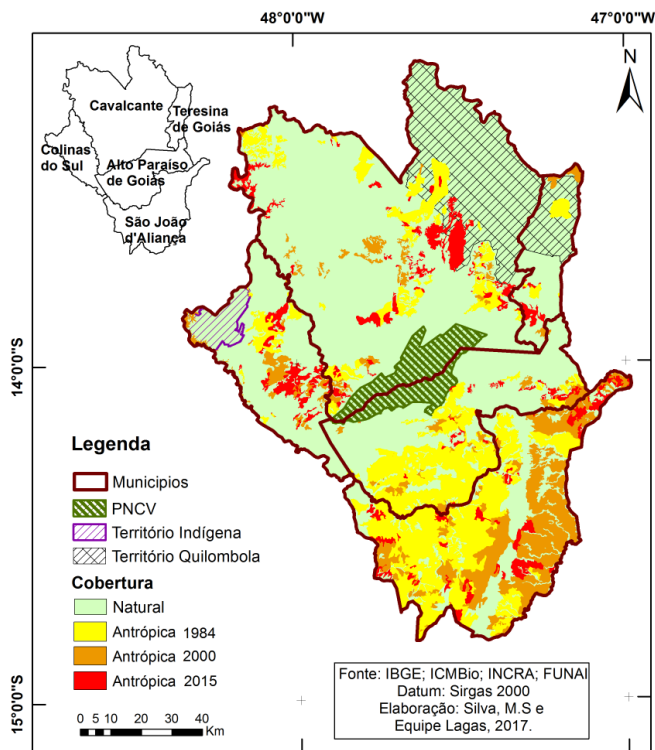 48°0'0"W
47°0'0"W
N
Cavalcante
Teresina
de Goiás
Colinas
do Sul
Alto Paraíso
de Goiás
São João
d'Aliança
14°0'0"S
Legenda
Municipios
PNCV
Território Indígena
Território Quilombola
Cobertura
Natural
Antrópica 1984
Antrópica 2000
Antrópica 2015
0 5 10 20 30 40
Km
15°0'0"S
Fonte: IBGE; ICMBio; INCRA; FUNAI
Datum: Sirgas 2000
Elaboração: Silva, M.S e
Equipe Lagas, 2017.